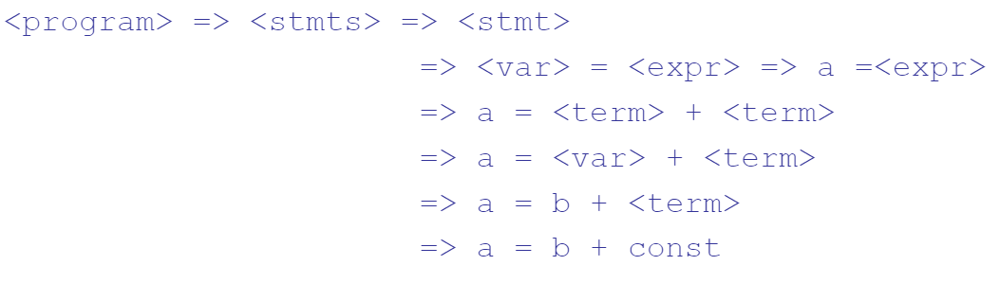 <program> => <stmts> => <stmt>
=> <var> = <expr> => a =<expr>
=> a = <term> + <term>
=> a = <var> + <term>
=> a = b + <term>
=> a = b + const